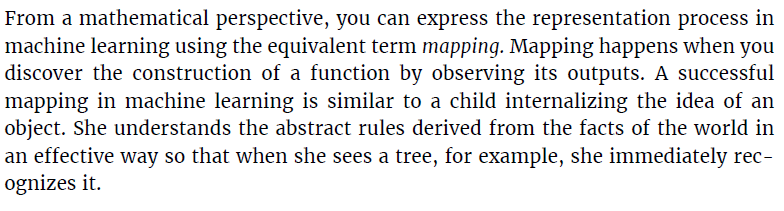 From a mathematical perspective, you can express the representation process in
machine learning using the equivalent term mapping. Mapping happens when you
discover the construction of a function by observing its outputs. A successful
mapping in machine learning is similar to a child internalizing the idea of an
object. She understands the abstract rules derived from the facts of the world in
an effective way so that when she sees a tree, for example, she immediately rec-
ognizes it.